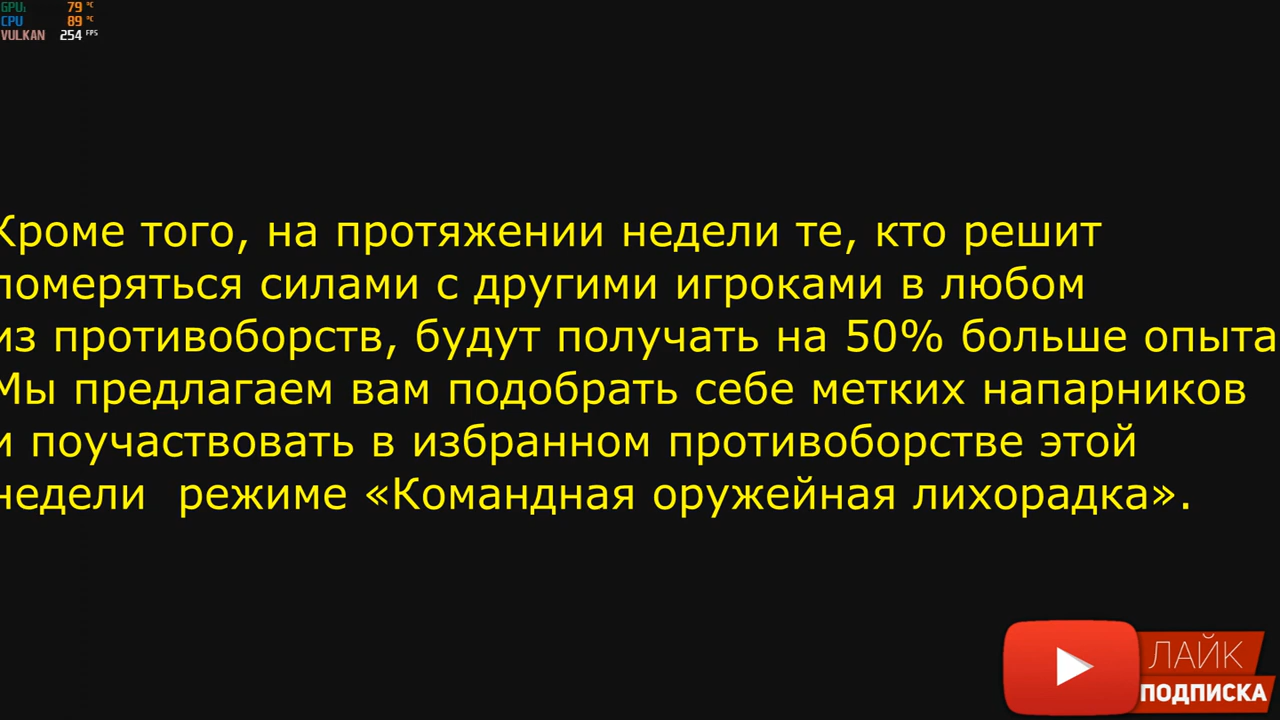 GPU: 79 °C
CPU 89 °C
VULKAN 254 FPS
Кроме того, на протяжении недели те, кто решит
помериться силами с другими игроками в любом
из противоборств, будут получать на 50% больше опыта
Мы предлагаем вам подобрать себе метких напарников
и поучаствовать в избранном противоборстве этой
недели режиме «Командная оружейная лихорадка».
ЛАЙК
ПОДПИСКА